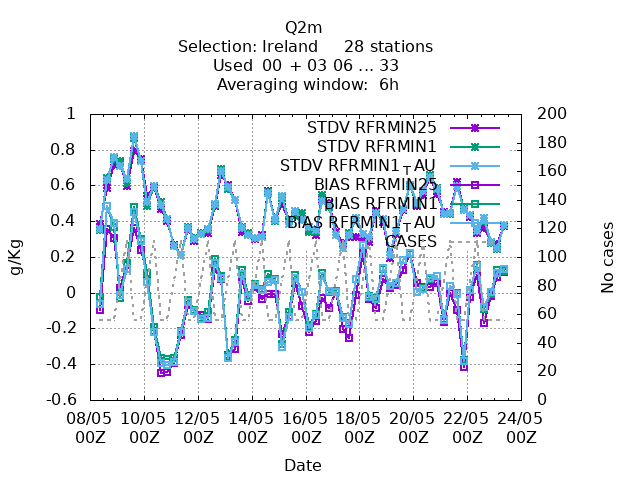 Q2m
Selection: Ireland 28 stations
Used 00 + 03 06 ... 33
Averaging window: 6h
1 200
0.8 180
0.6 160
0.4 140
0.2 120
0 100
-0.2 80
-0.4 60
-0.6 40
20
0
g/Kg
No cases
STDV RFRMIN25
STDV RFRMIN1
STDV RFRMIN1_AU
BIAS RFRMIN25
BIAS RFRMIN1
BIAS RFRMIN1_AU
CASES
08/05 10/05 12/05 14/05 16/05 18/05 20/05 22/05 24/05
00Z 00Z 00Z 00Z 00Z 00Z 00Z 00Z 00Z
Date